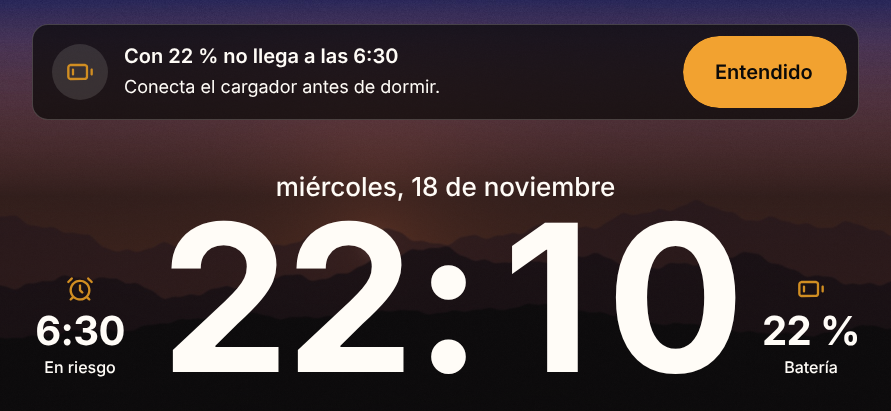 Con 22 % no llega a las 6:30
Conecta el cargador antes de dormir.
Entendido
miércoles, 18 de noviembre
22:10
6:30
En riesgo
22 %
Batería